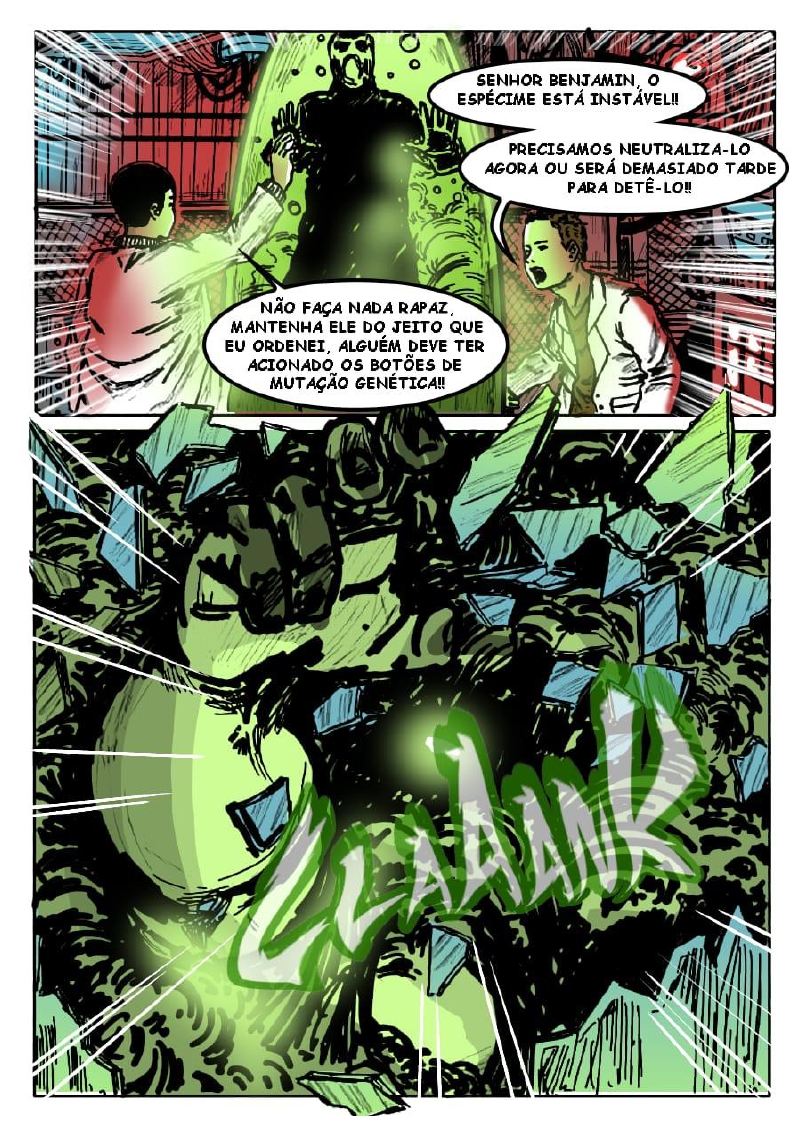 SENHOR BENJAMIN, O
ESPÉCIME ESTÁ INSTÁVEL!!
PRECISAMOS NEUTRALIZA-LO
AGORA OU SERÁ DEMASIADO TARDE
PARA DETÊ-LO!!
NÃO FAÇA NADA RAPAZ,
MANTENHA ELE DO JEITO QUE
EU ORDENEI, ALGUÉM DEVE TER
ACIONADO OS BOTÕES DE
MUTAÇÃO GENÉTICA!!
CLAAANK